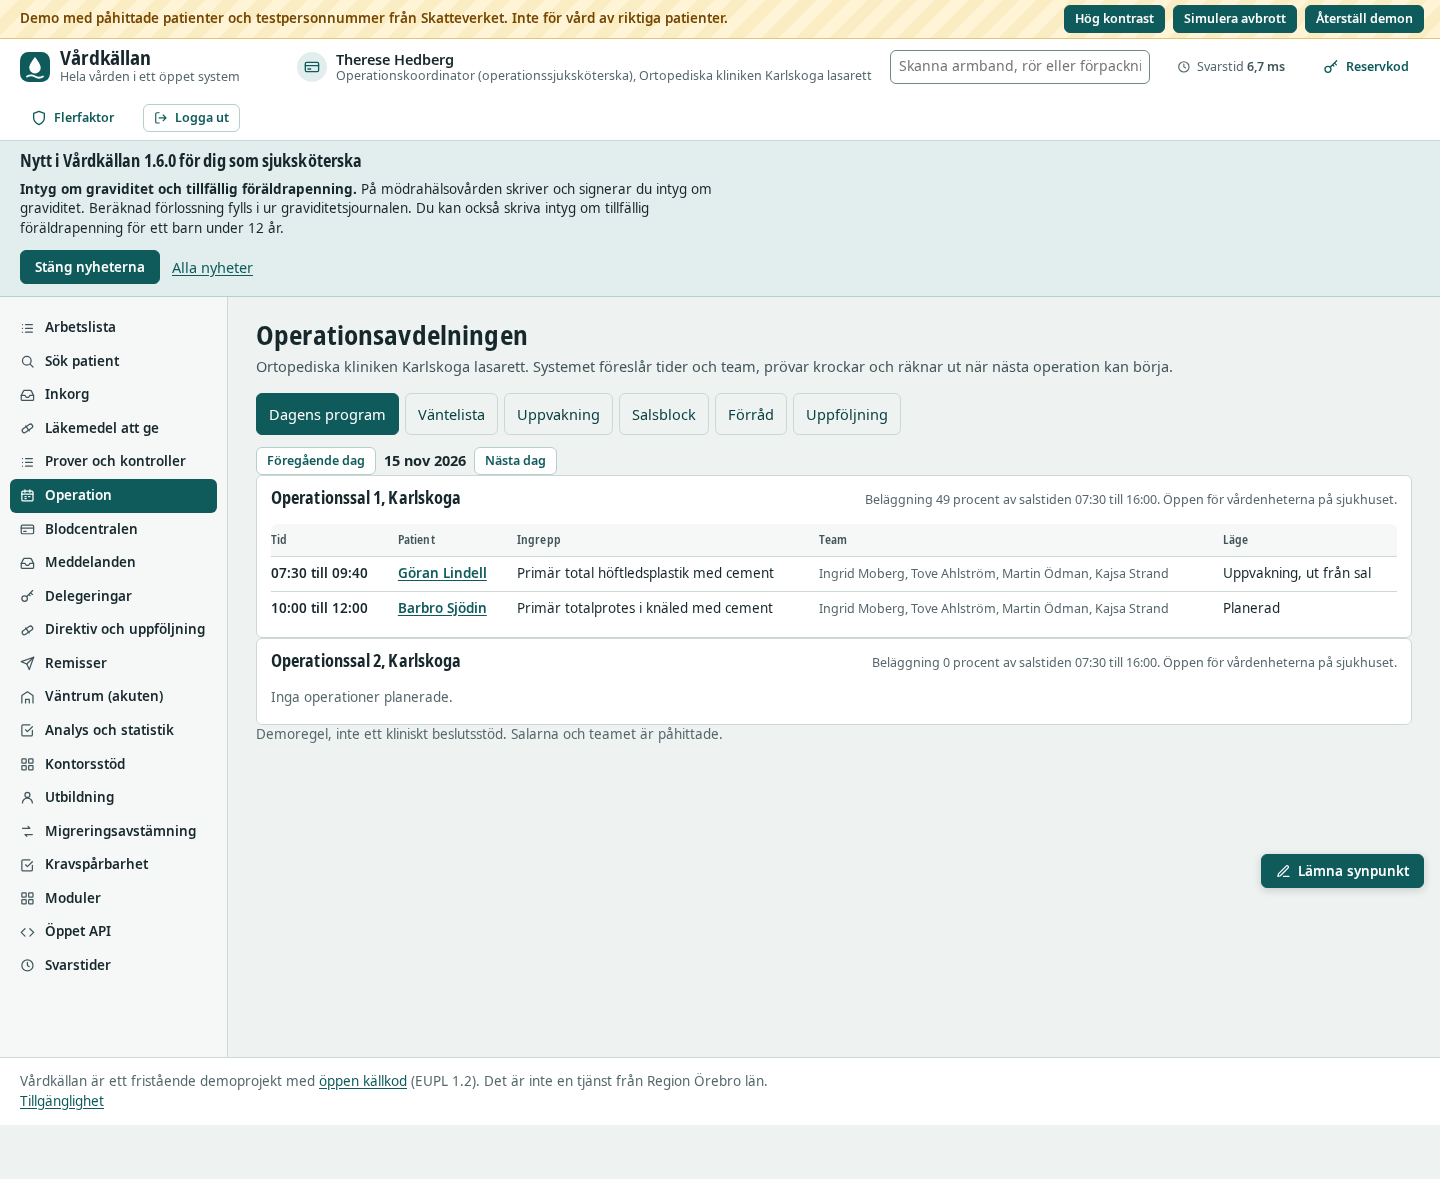 Demo med påhittade patienter och testpersonnummer från Skatteverket. Inte för vård av riktiga patienter.
Hög kontrast
Simulera avbrott
Återställ demon
Vårdkällan
Hela vården i ett öppet system
Therese Hedberg
Operationskoordinator (operationssjuksköterska), Ortopediska kliniken Karlskoga lasarett
Skanna armband, rör eller förpackni
Svarstid 6,7 ms
Reservkod
Flerfaktor
Logga ut
Nytt i Vårdkällan 1.6.0 för dig som sjuksköterska
Intyg om graviditet och tillfällig föräldrapenning. På mödrahälsovården skriver och signerar du intyg om
graviditet. Beräknad förlossning fylls i ur graviditetsjournalen. Du kan också skriva intyg om tillfällig
föräldrapenning för ett barn under 12 år.
Stäng nyheterna
Alla nyheter
Arbetslista
Sök patient
Inkorg
Läkemedel att ge
Prover och kontroller
Operation
Blodcentralen
Meddelanden
Delegeringar
Direktiv och uppföljning
Remisser
Väntrum (akuten)
Analys och statistik
Kontorsstöd
Utbildning
Migreringsavstämning
Kravspårbarhet
Moduler
Öppet API
Svarstider
Operationsavdelningen
Ortopediska kliniken Karlskoga lasarett. Systemet föreslår tider och team, prövar krockar och räknar ut när nästa operation kan börja.
Dagens program
Väntelista
Uppvakning
Salsblock
Förråd
Uppföljning
Föregående dag
15 nov 2026
Nästa dag
Operationssal 1, Karlskoga
Beläggning 49 procent av salstiden 07:30 till 16:00. Öppen för vårdenheterna på sjukhuset.
Tid Patient Ingrepp Team Läge
07:30 till 09:40 Göran Lindell Primär total höftledsplastik med cement Ingrid Moberg, Tove Ahlström, Martin Ödman, Kajsa Strand Uppvakning, ut från sal
10:00 till 12:00 Barbro Sjödin Primär totalprotes i knäled med cement Ingrid Moberg, Tove Ahlström, Martin Ödman, Kajsa Strand Planerad
Operationssal 2, Karlskoga
Beläggning 0 procent av salstiden 07:30 till 16:00. Öppen för vårdenheterna på sjukhuset.
Inga operationer planerade.
Demoregel, inte ett kliniskt beslutsstöd. Salarna och teamet är påhittade.
Lämna synpunkt
Vårdkällan är ett fristående demoprojekt med öppen källkod (EUPL 1.2). Det är inte en tjänst från Region Örebro län.
Tillgänglighet